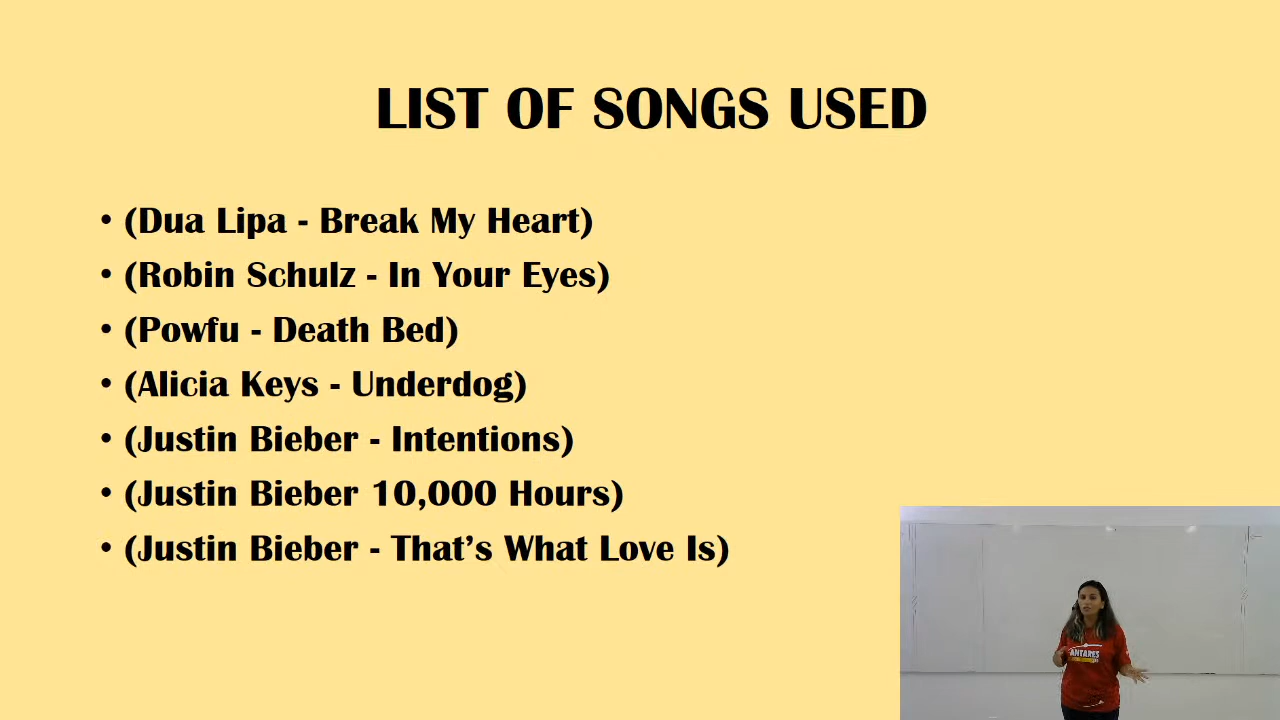 LIST OF SONGS USED
• (Dua Lipa - Break My Heart)
• (Robin Schulz - In Your Eyes)
• (Powfu - Death Bed)
• (Alicia Keys - Underdog)
• (Justin Bieber - Intentions)
• (Justin Bieber 10,000 Hours)
• (Justin Bieber - That’s What Love Is)
ANTARES